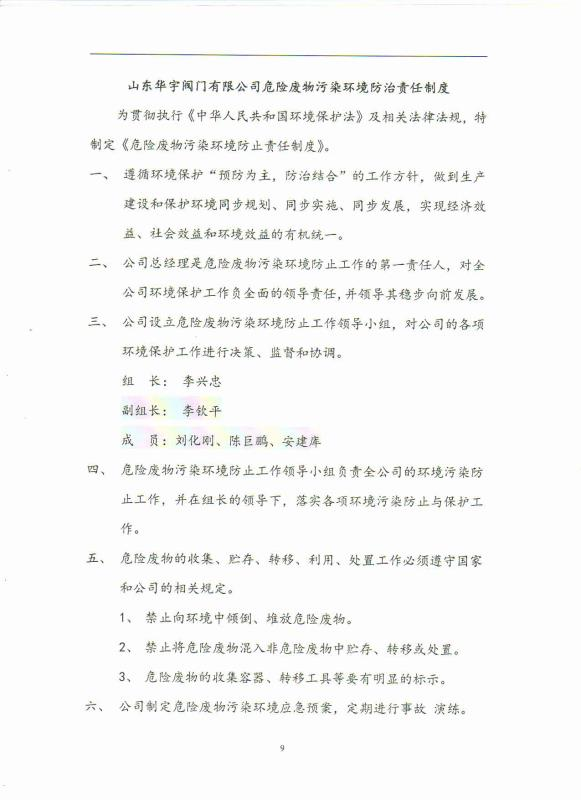 山东华宇阀门有限公司危险废物污染环境防治责任制度
为贯彻执行《中华人民共和国环境保护法》及相关法律法规，特
制定《危险废物污染环境防止责任制度》。
一、 遵循环境保护“预防为主，防治结合”的工作方针，做到生产
建设和保护环境同步规划、同步实施、同步发展，实现经济效
益、社会效益和环境效益的有机统一。
二、 公司总经理是危险废物污染环境防止工作的第一责任人，对全
公司环境保护工作负全面的领导责任，并领导其稳步向前发展。
三、 公司设立危险废物污染环境防止工作领导小组，对公司的各项
环境保护工作进行决策、监督和协调。
组 长： 李兴忠
副组长： 李钦平
成 员：刘化刚、陈巨鹏、安建库
四、 危险废物污染环境防止工作领导小组负责全公司的环境污染防
止工作，并在组长的领导下，落实各项环境污染防止与保护工
作。
五、 危险废物的收集、贮存、转移、利用、处置工作必须遵守国家
和公司的相关规定。
1、 禁止向环境中倾倒、堆放危险废物。
2、 禁止将危险废物混入非危险废物中贮存、转移或处置。
3、 危险废物的收集容器、转移工具等要有明显的标示。
六、 公司制定危险废物污染环境应急预案，定期进行事故 演练。
9